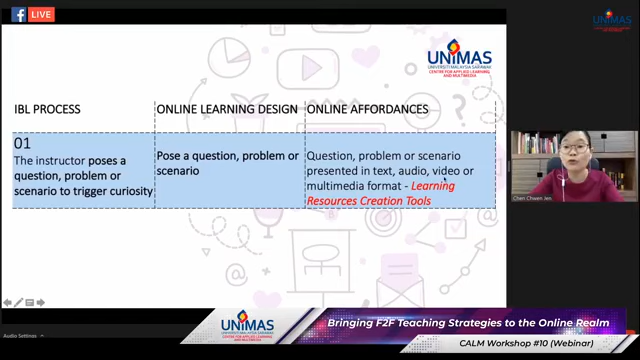 LIVE
UNIMAS
UNIMAS
UNIVERSITI MALAYSIA SARAWAK
CENTRE FOR APPLIED LEARNING
AND MULTIMEDIA
IBL PROCESS
ONLINE LEARNING DESIGN
ONLINE AFFORDANCES
01
The instructor poses a
question, problem or
scenario to trigger curiosity
Pose a question, problem or
scenario
Question, problem or scenario
presented in text, audio, video or
multimedia format - Learning
Resources Creation Tools
Chen Chwen Jen
Audio Settings
UNIMAS
UNIVERSITI MALAYSIA SARAWAK
CENTRE FOR APPLIED LEARNING
AND MULTIMEDIA
Bringing F2F Teaching Strategies to the Online Realm
CALM Workshop #10 (Webinar)